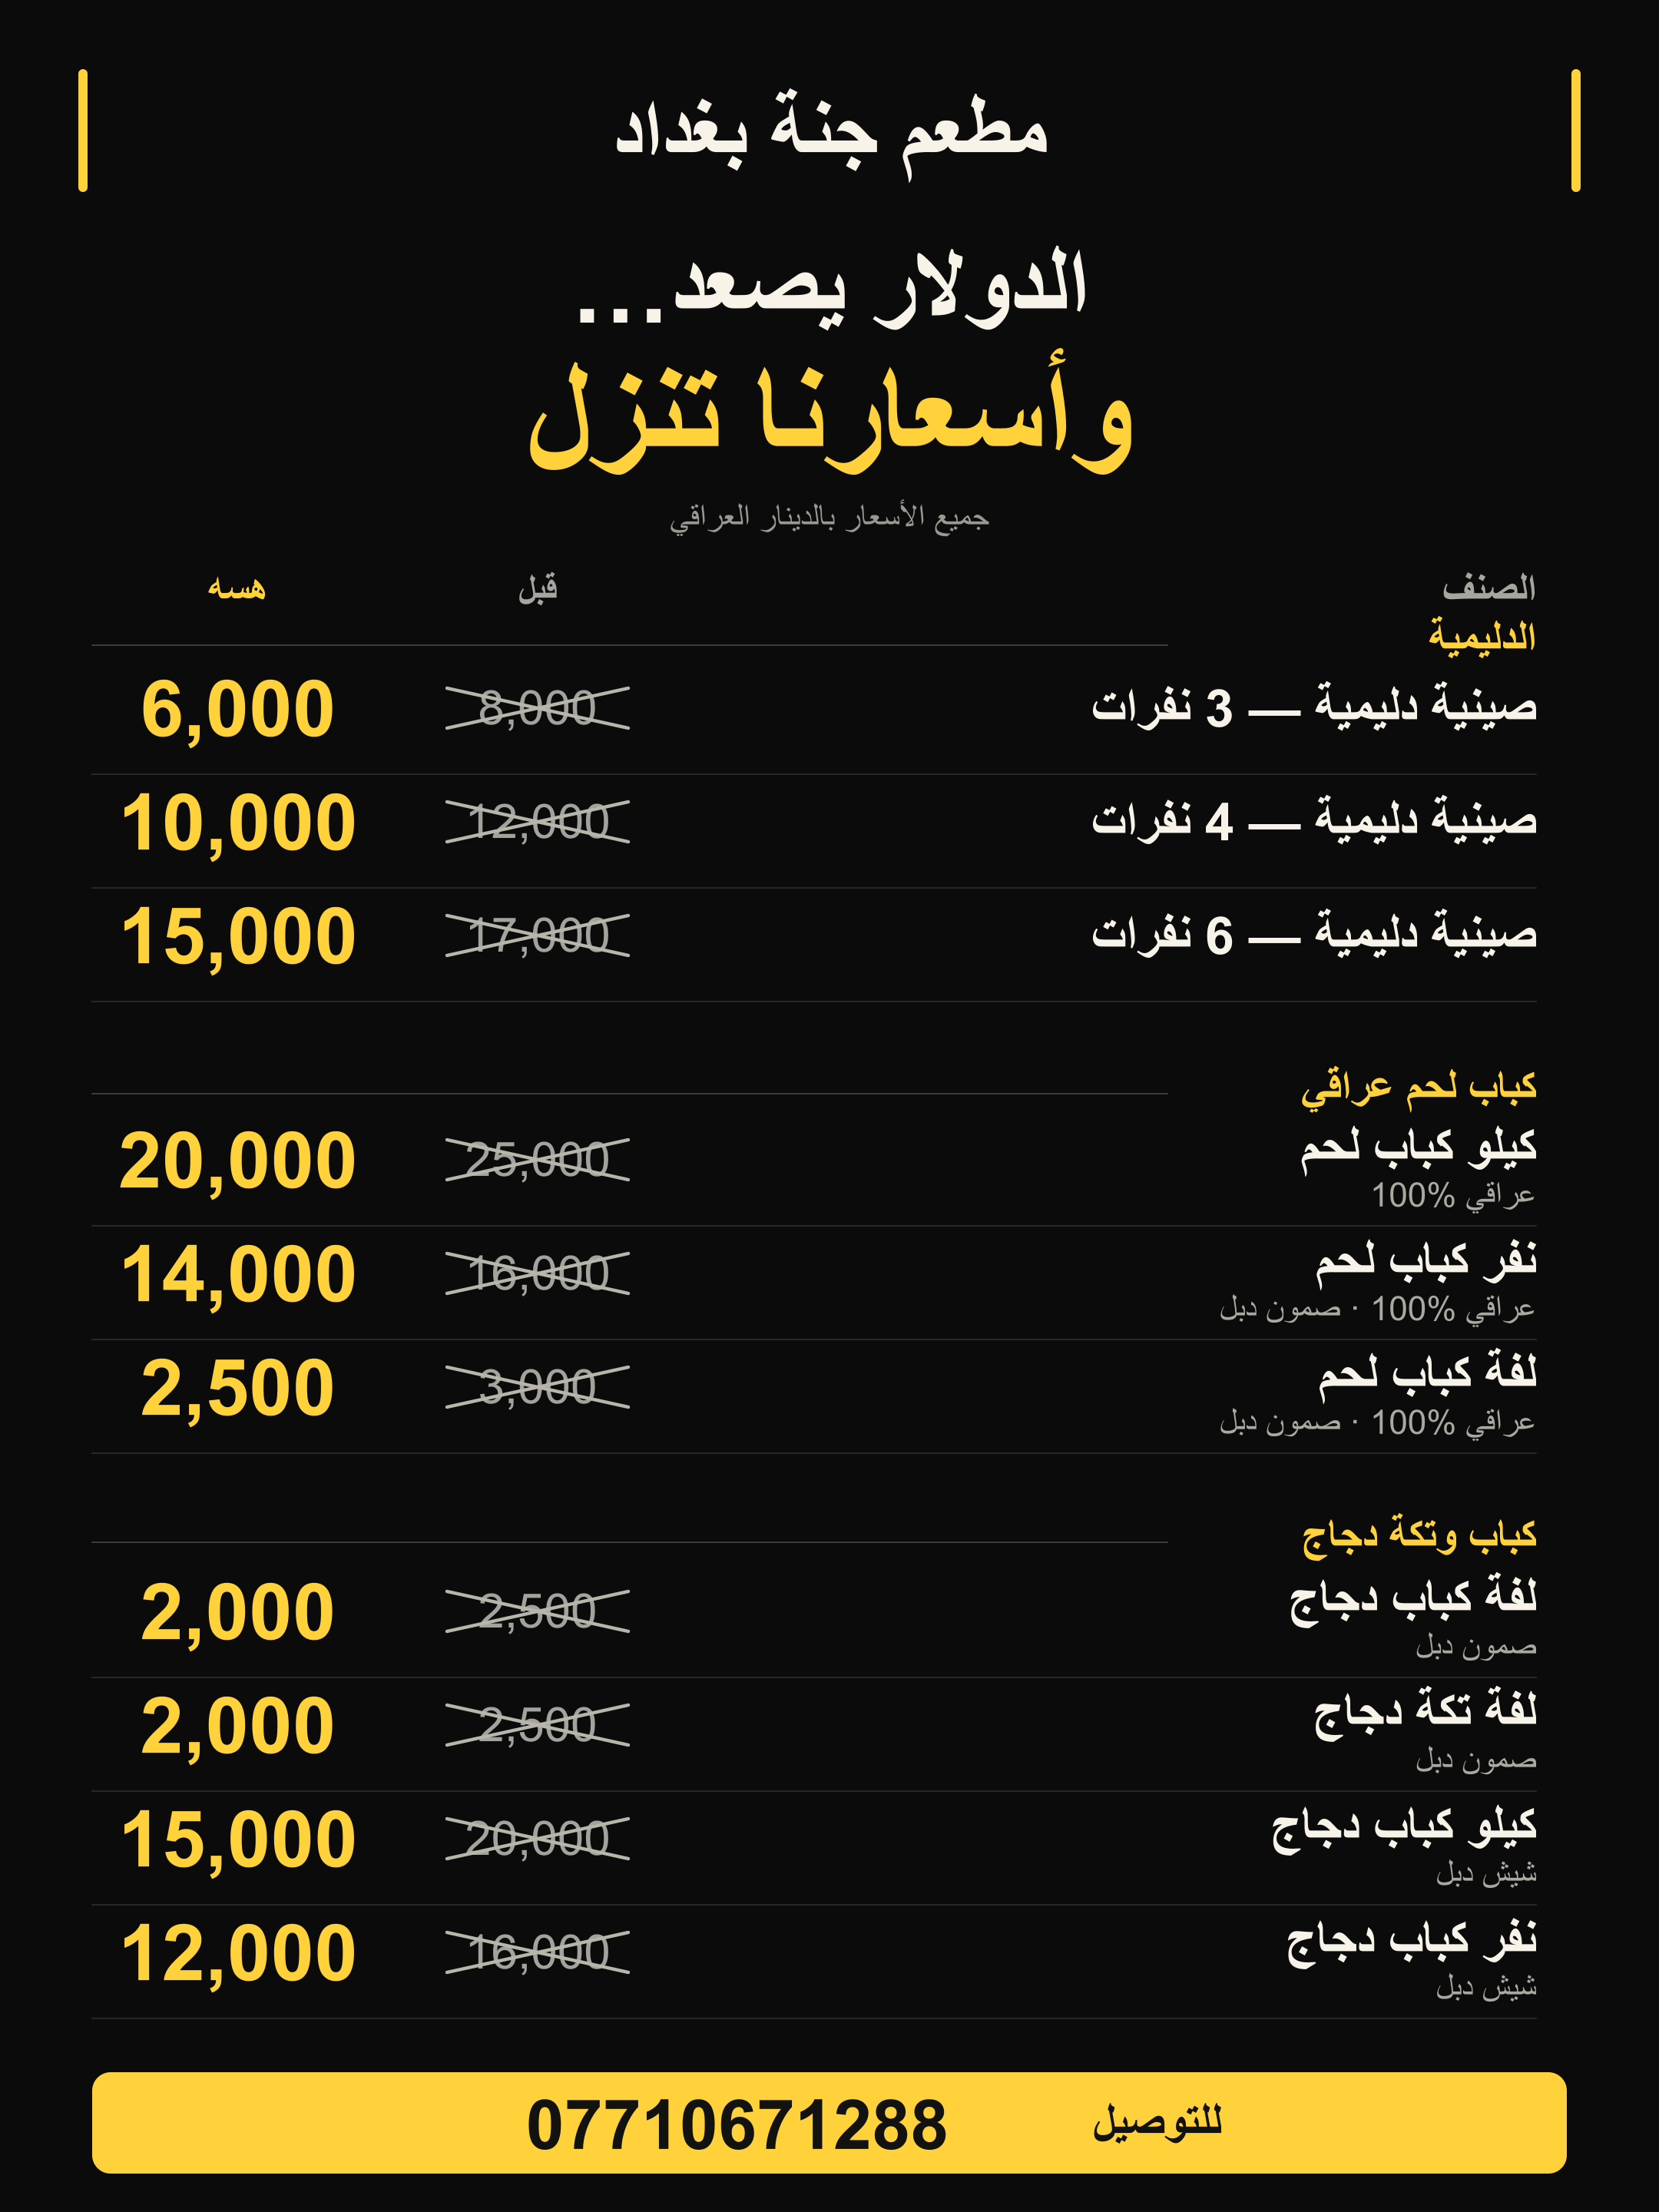 مطعم جنة بغداد
الدولار يصعد...
وأسعارنا تنزل
جميع الأسعار بالدينار العراقي
الصنف قبل هسه
الدليمية
صينية دليمية — 3 نفرات 8,000 6,000
صينية دليمية — 4 نفرات 12,000 10,000
صينية دليمية — 6 نفرات 17,000 15,000
كباب لحم عراقي
كيلو كباب لحم 25,000 20,000
عراقي %100
نفر كباب لحم 16,000 14,000
عراقي %100 · صمون دبل
لفة كباب لحم 3,000 2,500
عراقي %100 · صمون دبل
كباب وتكة دجاج
لفة كباب دجاج 2,500 2,000
صمون دبل
لفة تكة دجاج 2,500 2,000
صمون دبل
كيلو كباب دجاج 20,000 15,000
شيش دبل
نفر كباب دجاج 16,000 12,000
شيش دبل
للتوصيل 07710671288